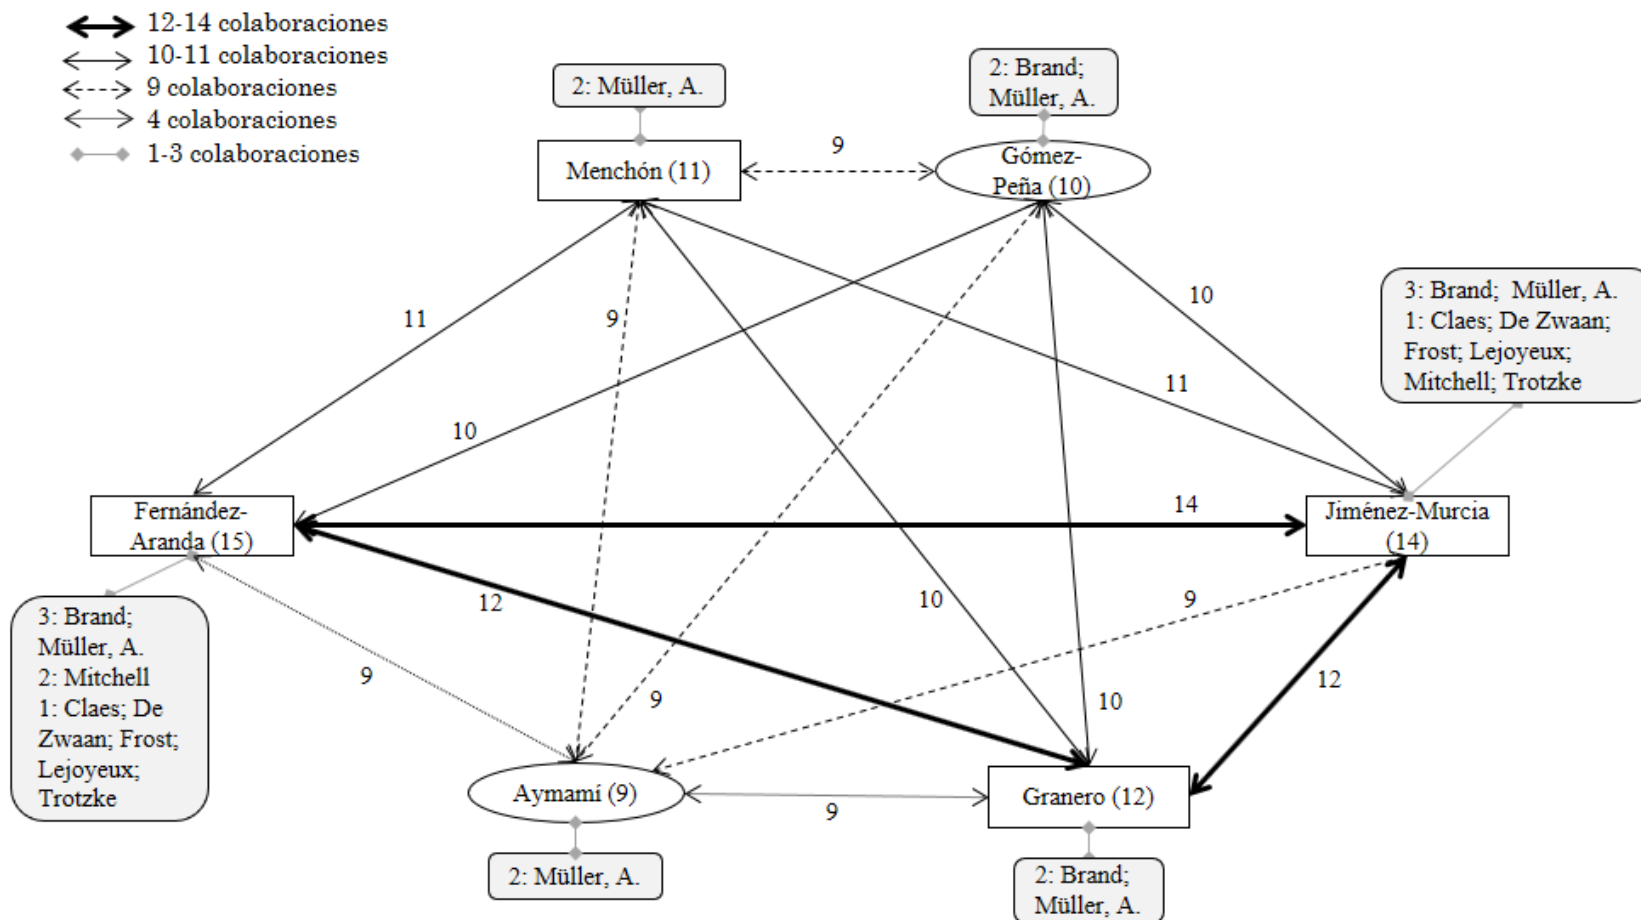 12-14 colaboraciones
10-11 colaboraciones
9 colaboraciones
4 colaboraciones
1-3 colaboraciones
2: Müller, A.
2: Brand;
Müller, A.
Menchón (11)
9
Gómez-
Peña (10)
3: Brand;  Müller, A.
1: Claes; De Zwaan;
Frost; Lejoyeux;
Mitchell; Trotzke
11
9
10
11
10
Fernández-
Aranda (15)
14
Jiménez-Murcia
(14)
12
10
9
3: Brand;
Müller, A.
2: Mitchell
1: Claes; De
Zwaan; Frost;
Lejoyeux;
Trotzke
9
9
10
12
Aymamí (9)
9
Granero (12)
2: Müller, A.
2: Brand;
Müller, A.